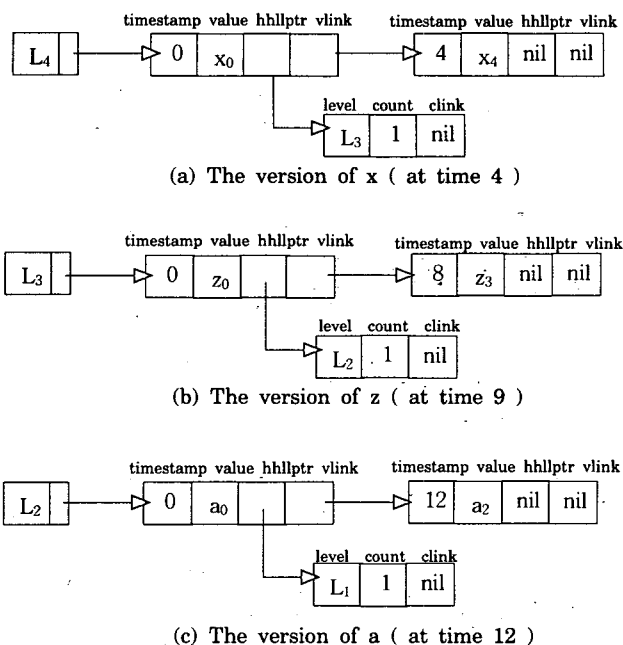 timestamp value hhllptr vlink timestamp value hhllptr vlink
L₄ 0 x₀ 4 x₄ nil nil
level count clink
L₃ 1 nil
(a) The version of x ( at time 4 )
timestamp value hhllptr vlink timestamp value hhllptr vlink
L₃ 0 z₀ 8 z₃ nil nil
level count clink
L₂ 1 nil
(b) The version of z ( at time 9 )
timestamp value hhllptr vlink timestamp value hhllptr vlink
L₂ 0 a₀ 12 a₂ nil nil
level count clink
L₁ 1 nil
(c) The version of a ( at time 12 )